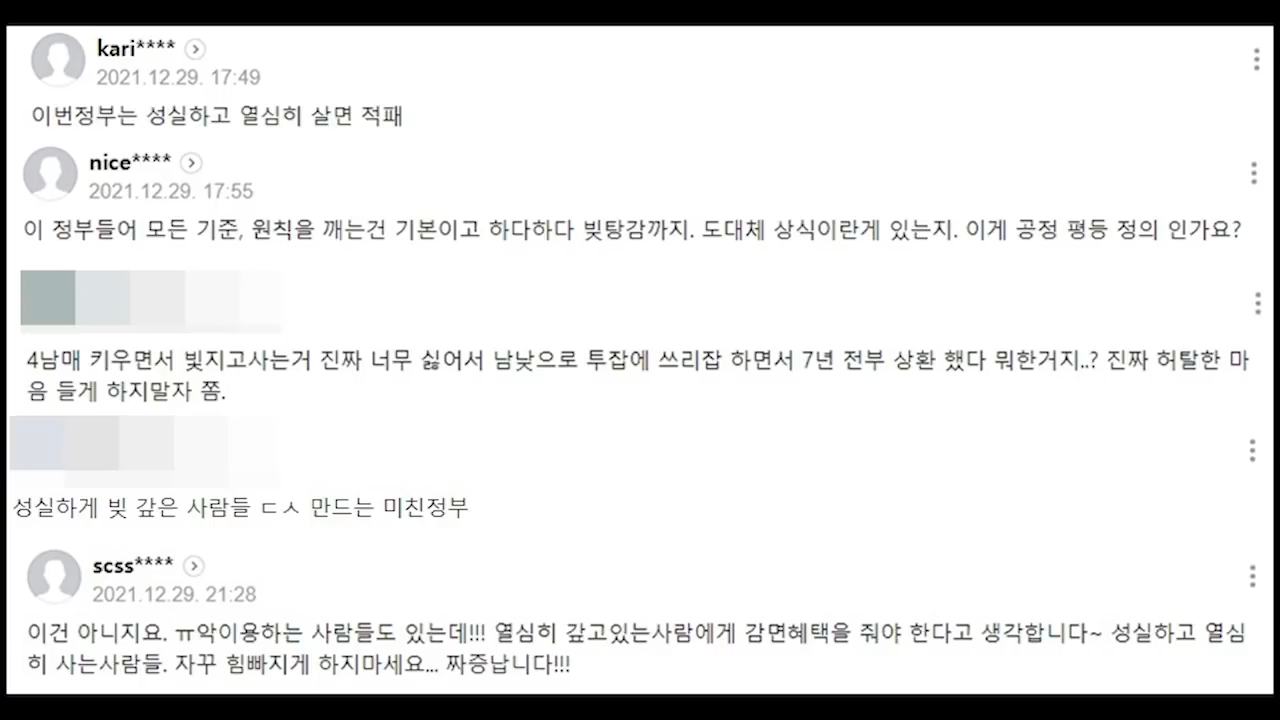 kari****
2021.12.29. 17:49
이번정부는 성실하고 열심히 살면 적패
nice****
2021.12.29. 17:55
이 정부들어 모든 기준, 원칙을 깨는건 기본이고 하다하다 빚탕감까지. 도대체 상식이란게 있는지. 이게 공정 평등 정의 인가요?
4남매 키우면서 빚지고사는거 진짜 너무 싫어서 남낮으로 투잡에 쓰리잡 하면서 7년 전부 상환 했다 뭐한거지..? 진짜 허탈한 마
음 들게 하지말자 쫌.
성실하게 빚 갚은 사람들 ㄷㅅ 만드는 미친정부
scss****
2021.12.29. 21:28
이건 아니지요. ㅠ악이용하는 사람들도 있는데!!! 열심히 갚고있는사람에게 감면혜택을 줘야 한다고 생각합니다~ 성실하고 열심
히 사는사람들. 자꾸 힘빠지게 하지마세요... 짜증납니다!!!